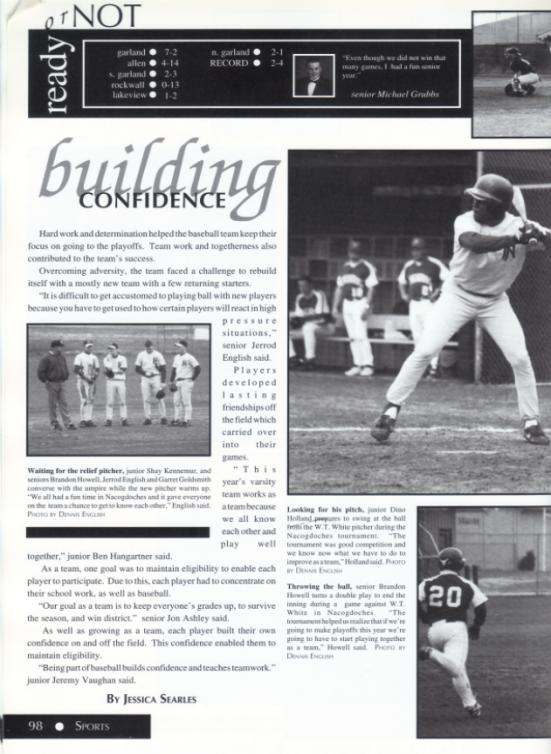 ready or NOT
garland ● 7-2
allen ● 4-14
s. garland ● 2-3
rockwall ● 0-13
lakeview ● 1-2
n. garland ● 2-1
RECORD ● 2-4
"Even though we did not win that
many games, I had a fun senior
year."
senior Michael Grubbs
building
CONFIDENCE
Hard work and determination helped the baseball team keep their
focus on going to the playoffs. Team work and togetherness also
contributed to the team's success.
Overcoming adversity, the team faced a challenge to rebuild
itself with a mostly new team with a few returning starters.
"It is difficult to get accustomed to playing ball with new players
because you have to get used to how certain players will react in high
pressure
situations,"
senior Jerrod
English said.
Players
developed
lasting
friendships off
the field which
carried over
into their
games.
"This
year's varsity
team works as
a team because
we all know
each other and
play well
together," junior Ben Hangartner said.
As a team, one goal was to maintain eligibility to enable each
player to participate. Due to this, each player had to concentrate on
their school work, as well as baseball.
"Our goal as a team is to keep everyone's grades up, to survive
the season, and win district." senior Jon Ashley said.
As well as growing as a team, each player built their own
confidence on and off the field. This confidence enabled them to
maintain eligibility.
"Being part of baseball builds confidence and teaches teamwork."
junior Jeremy Vaughan said.
BY JESSICA SEARLES
Waiting for the relief pitcher, junior Shay Kennemur, and
seniors Brandon Howell, Jerrod English and Garret Goldsmith
converse with the umpire while the new pitcher warms up.
"We all had a fun time in Nacogdoches and it gave everyone
on the team a chance to get to know each other," English said.
PHOTO BY DENNIS ENGLISH
Looking for his pitch, junior Dino
Holland prepares to swing at the ball
from the W.T. White pitcher during the
Nacogdoches tournament. "The
tournament was good competition and
we know now what we have to do to
improve as a team," Holland said. PHOTO
BY DENNIS ENGLISH
Throwing the ball, senior Brandon
Howell turns a double play to end the
inning during a game against W.T.
White in Nacogdoches. "The
tournament helped us realize that if we're
going to make playoffs this year we're
going to have to start playing together
as a team," Howell said. PHOTO BY
DENNIS ENGLISH
20
98 ● SPORTS